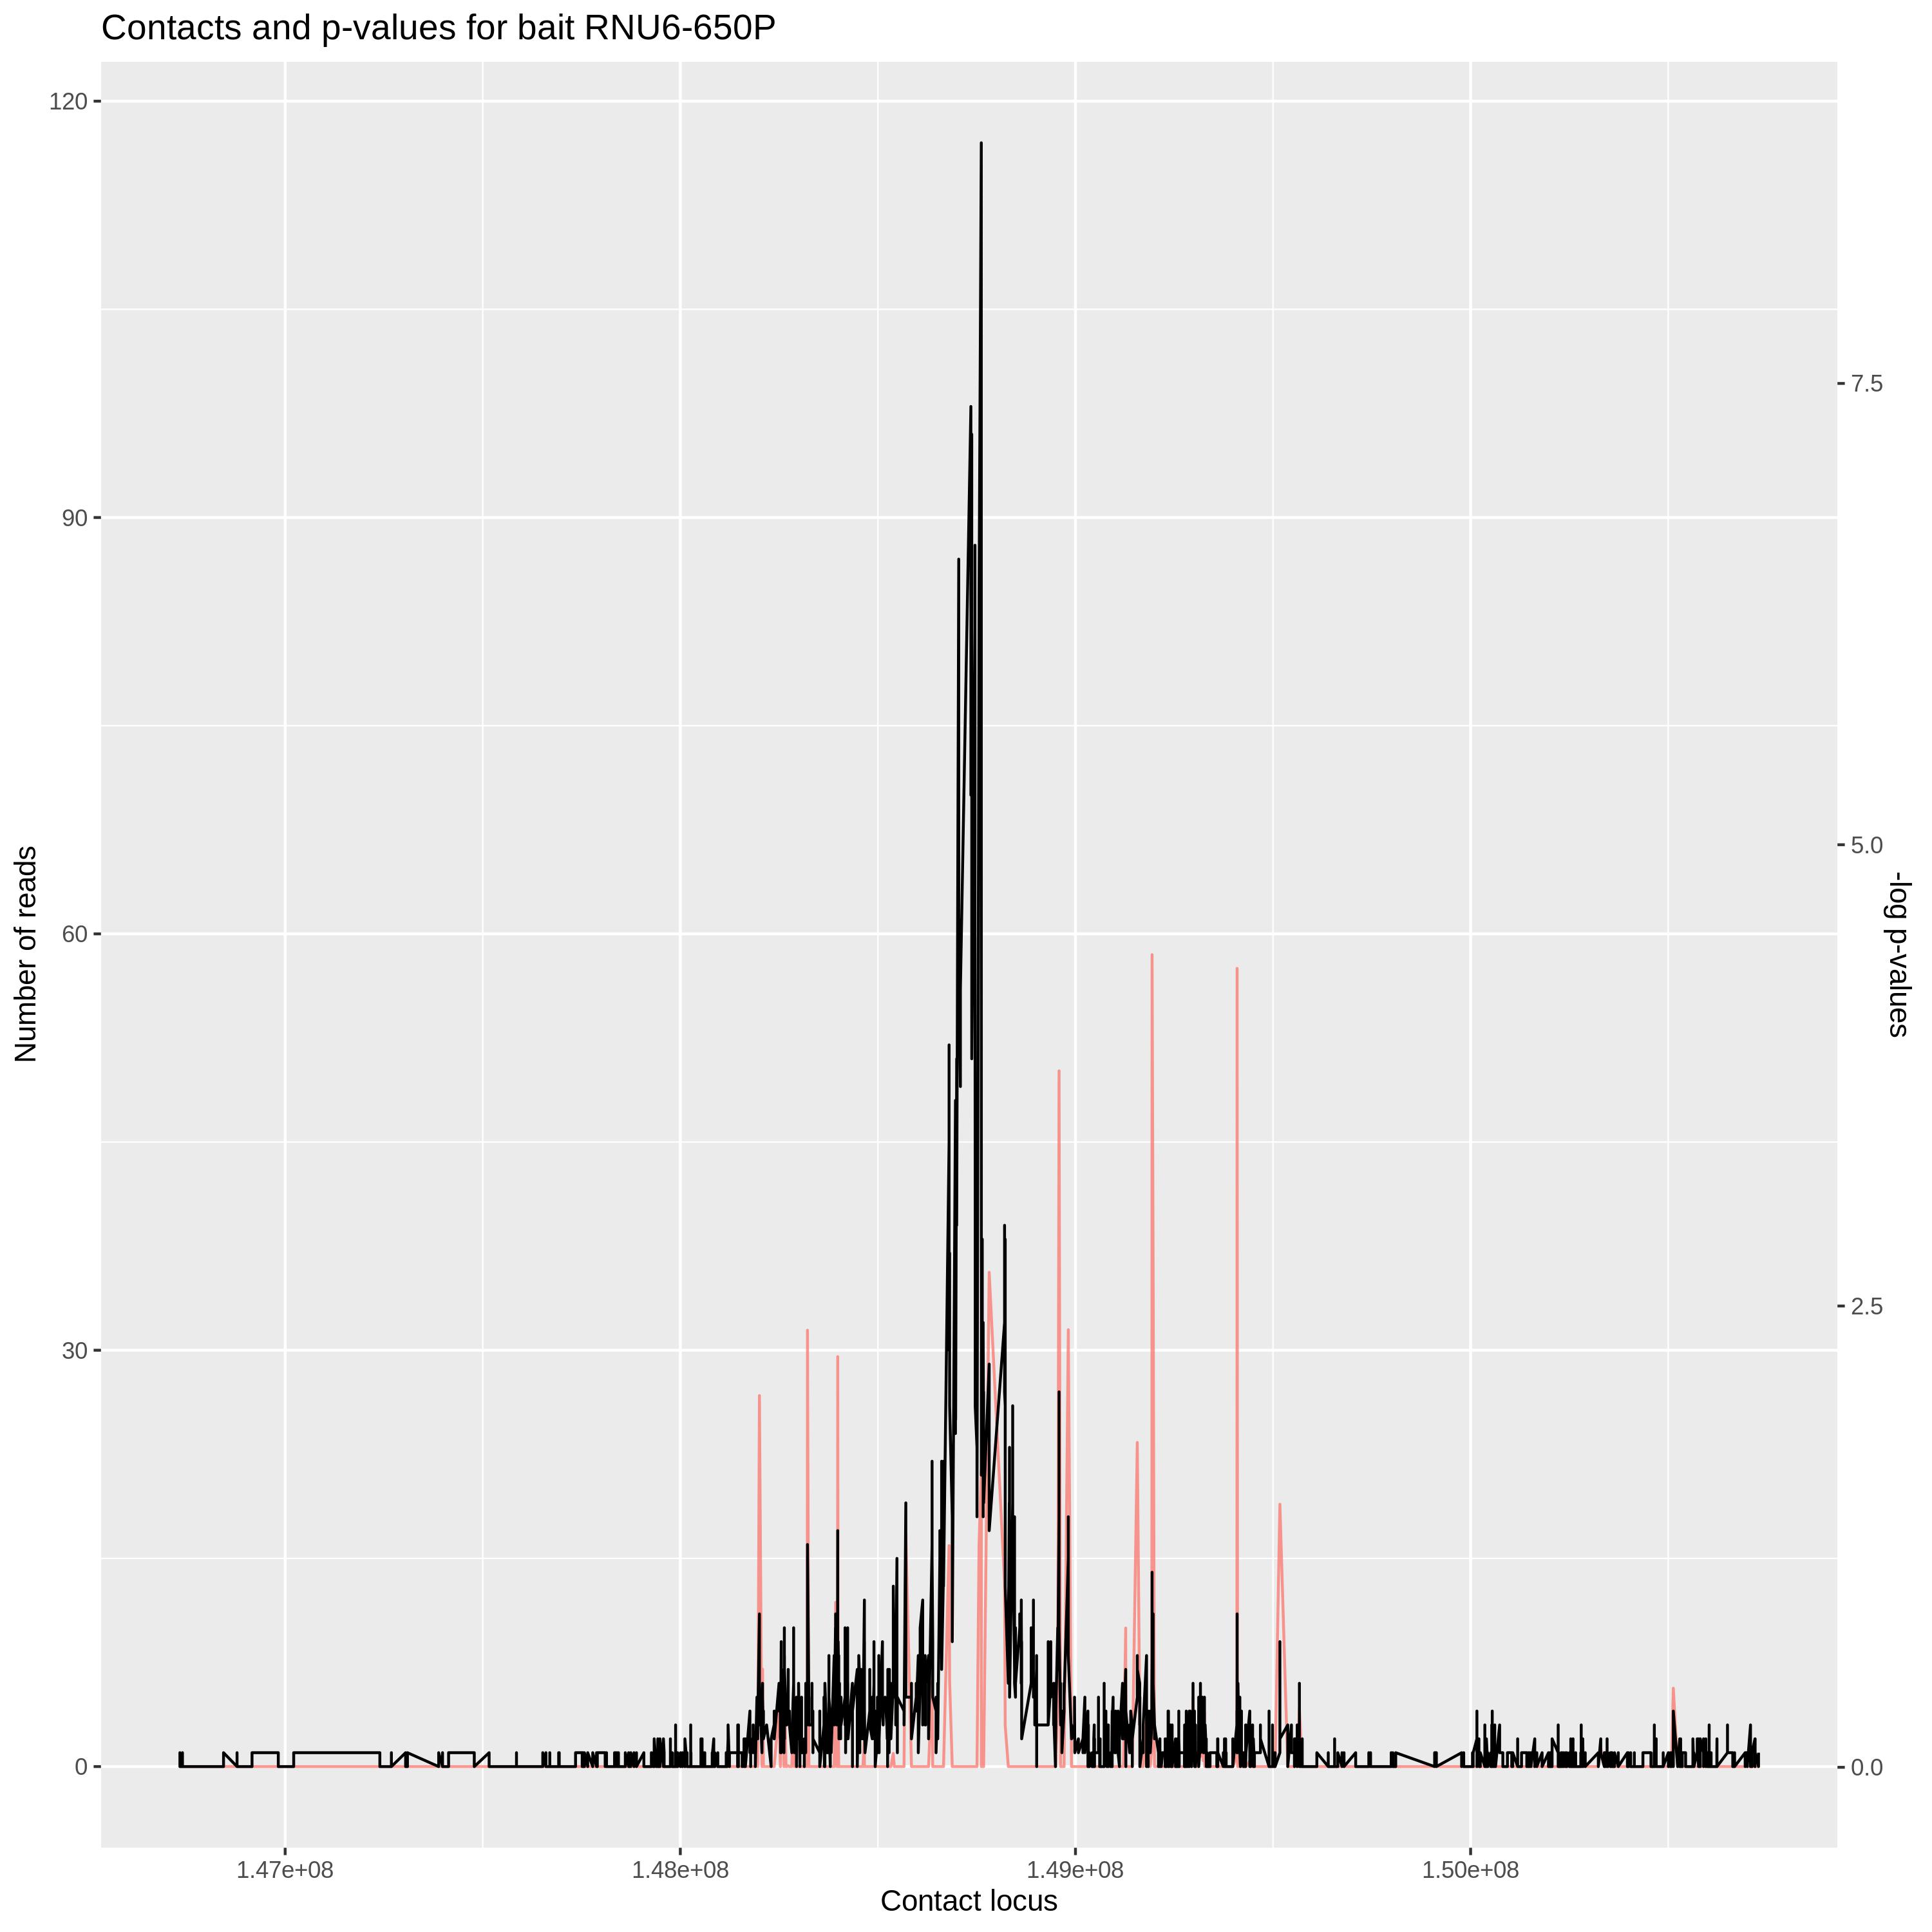 Contacts and p-values for bait RNU6-650P
120
90
60
30
0
Number of reads
7.5
5.0
2.5
0.0
-log p-values
1.47e+08
1.48e+08
1.49e+08
1.50e+08
Contact locus